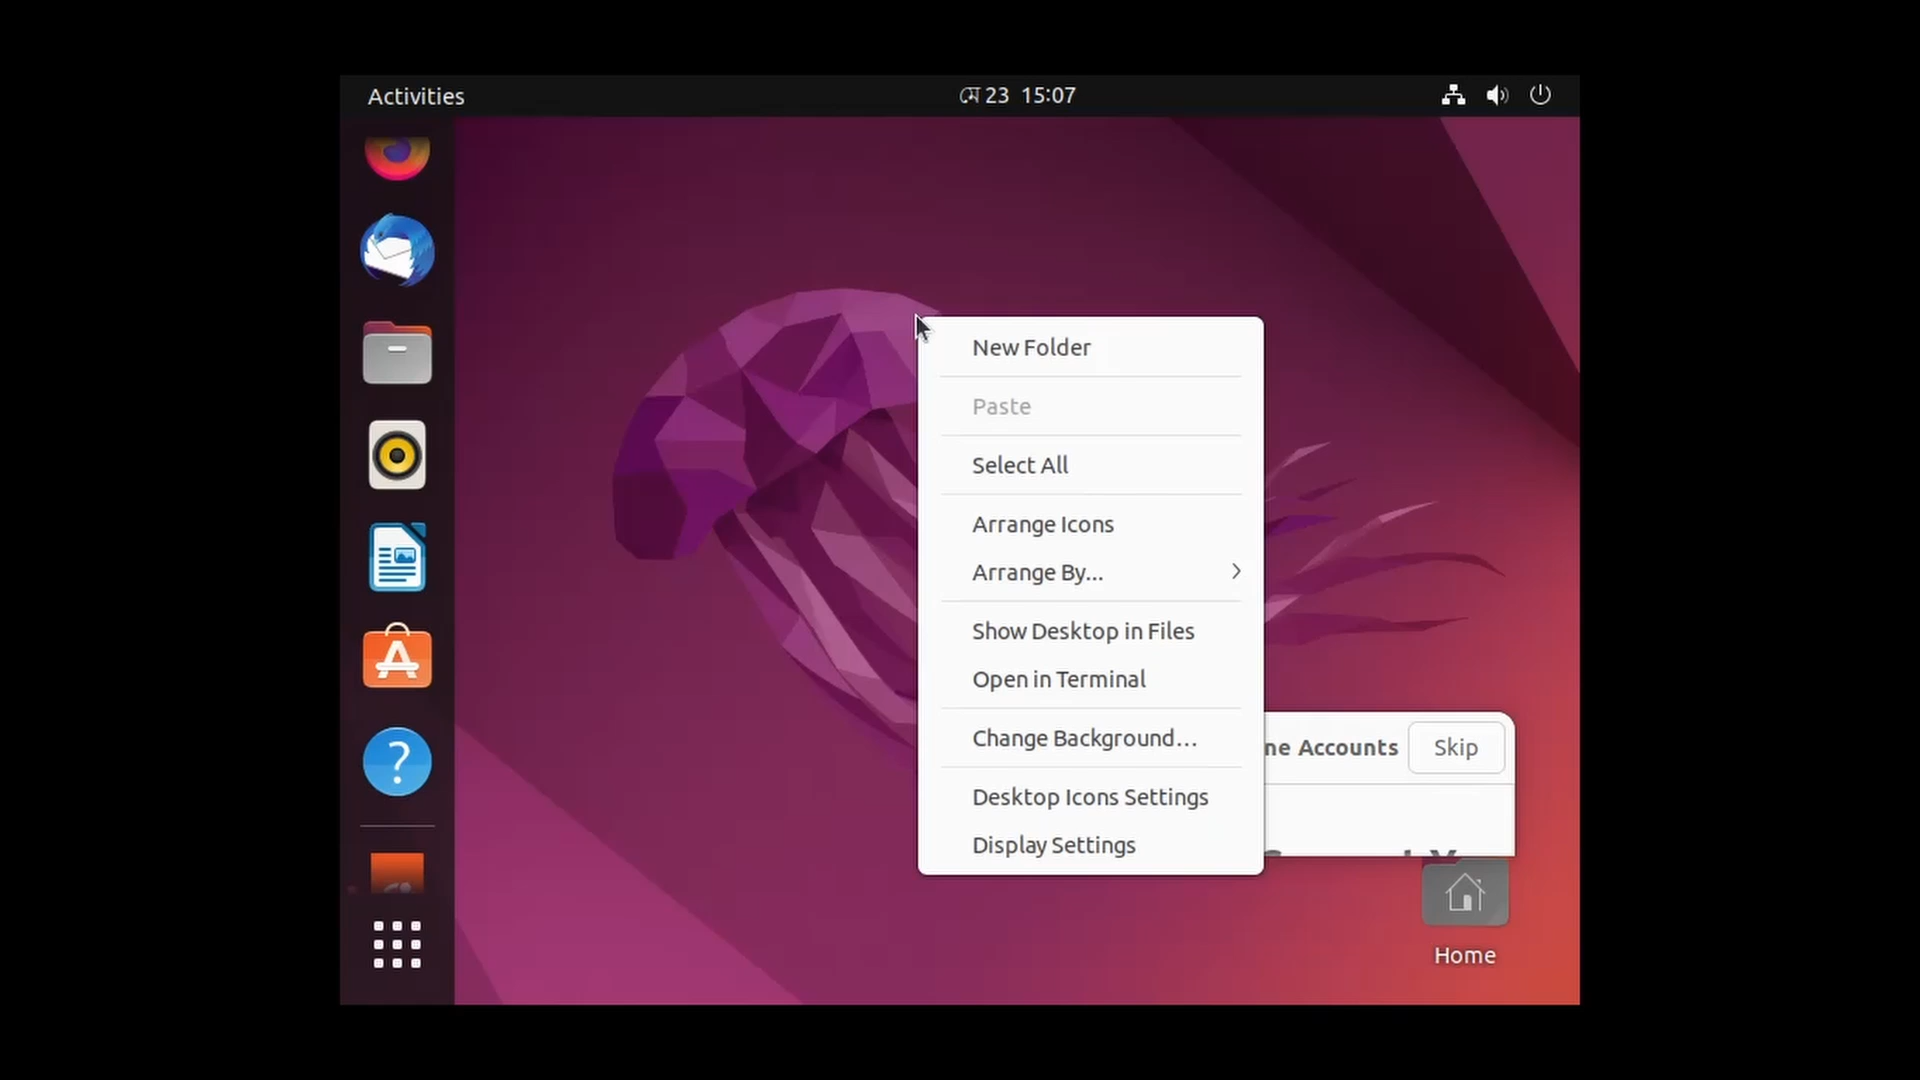 Activities
মে 23 15:07
New Folder
Paste
Select All
Arrange Icons
Arrange By...
Show Desktop in Files
Open in Terminal
Change Background…
Desktop Icons Settings
Display Settings
Accounts
Skip
Home